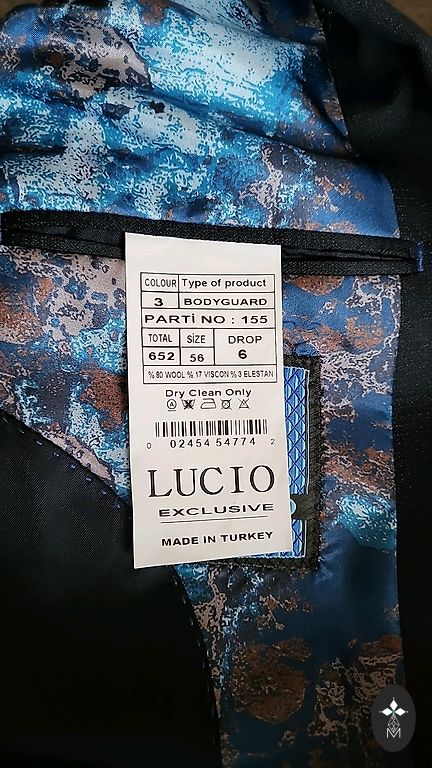 COLOUR Type of product
3 BODYGUARD
PARTİ NO : 155
TOTAL SIZE DROP
652 56 6
% 80 WOOL % 17 VISCON % 3 ELESTAN
Dry Clean Only
0 02454 54774 2
LUCIO
EXCLUSIVE
MADE IN TURKEY
M